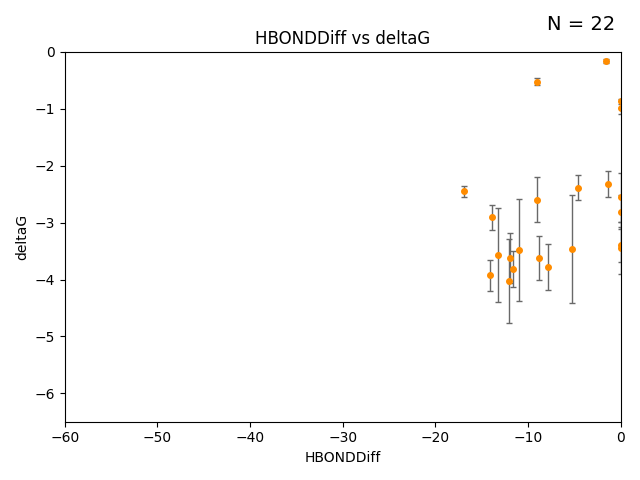 N = 22
HBONDDiff vs deltaG
0
−1
−2
−3
−4
−5
−6
deltaG
−60 −50 −40 −30 −20 −10 0
HBONDDiff